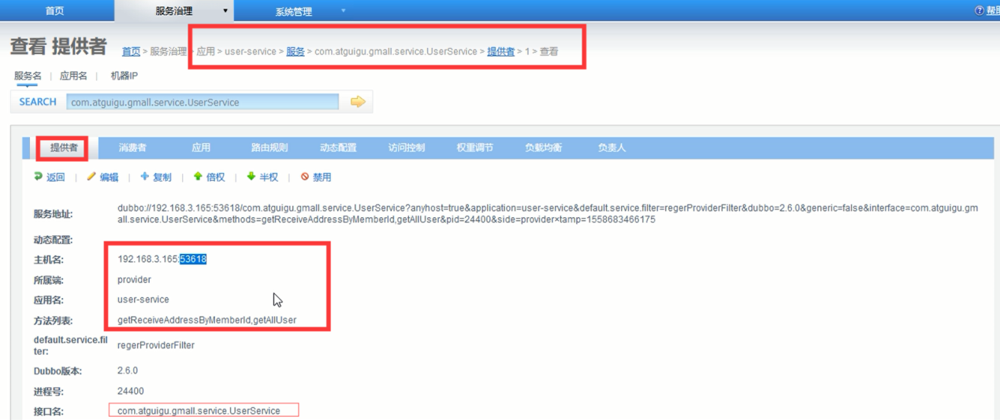 首页 服务治理 ▼ 系统管理 ▼ ? 帮助
查看 提供者 首页 > 服务治理 > 应用 > user-service > 服务 > com.atguigu.gmall.service.UserService > 提供者 > 1 > 查看
服务名 | 应用名 | 机器IP
SEARCH com.atguigu.gmall.service.UserService
提供者 消费者 应用 路由规则 动态配置 访问控制 权重调节 负载均衡 负责人
返回 | 编辑 | 复制 | 倍权 | 半权 | 禁用
服务地址: dubbo://192.168.3.165:53618/com.atguigu.gmall.service.UserService?anyhost=true&application=user-service&default.service.filter=regerProviderFilter&dubbo=2.6.0&generic=false&interface=com.atguigu.gm
all.service.UserService&methods=getReceiveAddressByMemberId,getAllUser&pid=24400&side=provider×tamp=1558683466175
动态配置:
主机名: 192.168.3.165:53618
所属端: provider
应用名: user-service
方法列表: getReceiveAddressByMemberId,getAllUser
default.service.fil
ter: regerProviderFilter
Dubbo版本: 2.6.0
进程号: 24400
接口名: com.atguigu.gmall.service.UserService